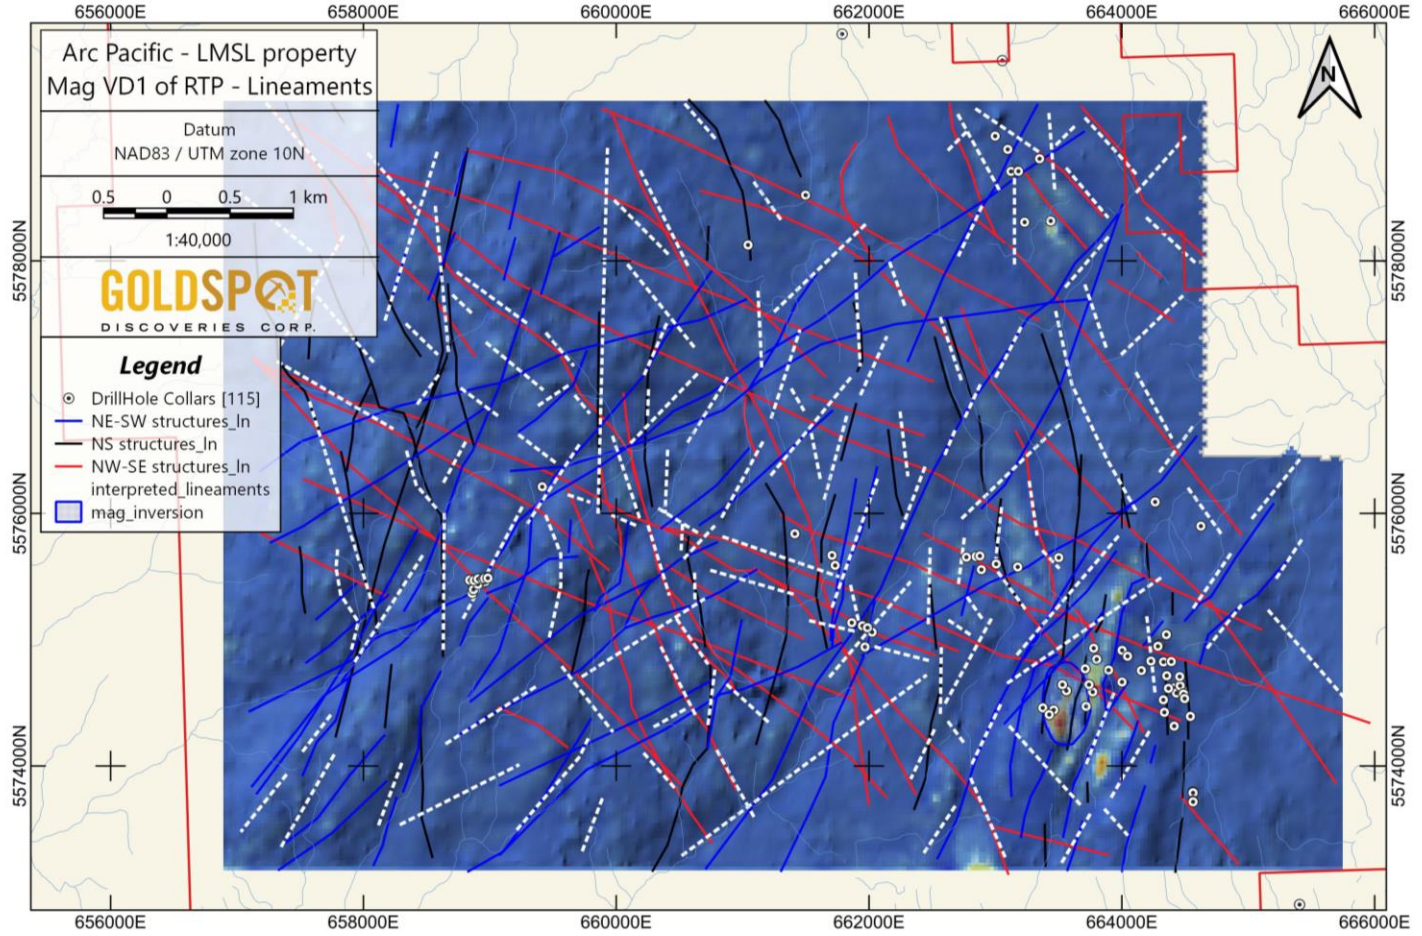 656000E 658000E 660000E 662000E 664000E 666000E
Arc Pacific - LMSL property
Mag VD1 of RTP - Lineaments
Datum
NAD83 / UTM zone 10N
0.5 0 0.5 1 km
1:40,000
GOLDSPOT
DISCOVERIES CORP.
Legend
DrillHole Collars [115]
NE-SW structures_ln
NS structures_ln
NW-SE structures_ln
interpreted_lineaments
mag_inversion
N
5578000N 5578000N
5576000N 5576000N
5574000N 5574000N
656000E 658000E 660000E 662000E 664000E 666000E